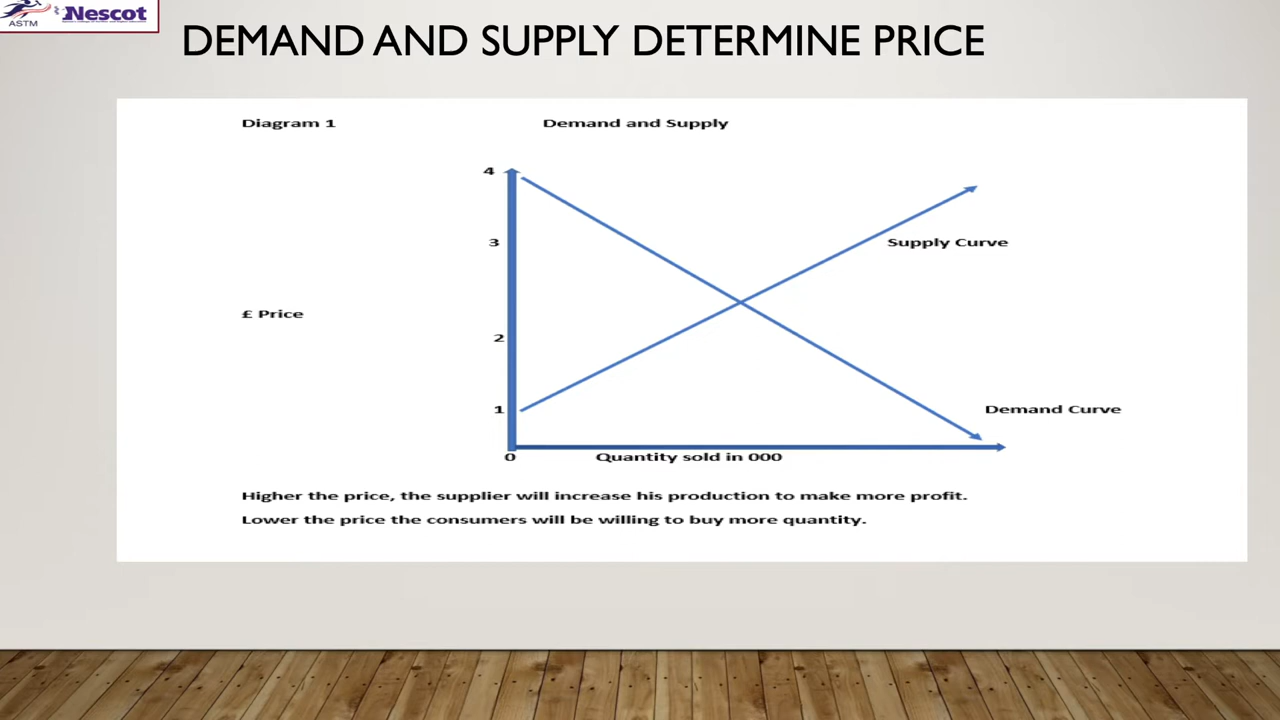 ASTM
Nescot
DEMAND AND SUPPLY DETERMINE PRICE
Diagram 1
Demand and Supply
4
3
£ Price
2
1
0
Supply Curve
Demand Curve
Quantity sold in 000
Higher the price, the supplier will increase his production to make more profit.
Lower the price the consumers will be willing to buy more quantity.